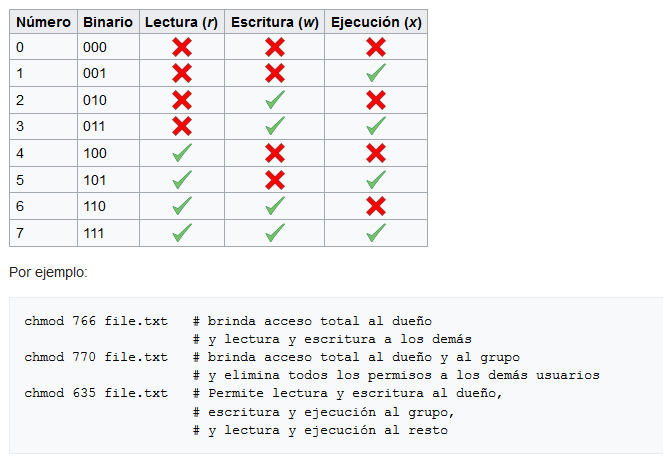 Número Binario Lectura (r) Escritura (w) Ejecución (x)
0 000
1 001
2 010
3 011
4 100
5 101
6 110
7 111
Por ejemplo:
chmod 766 file.txt   # brinda acceso total al dueño
                     # y lectura y escritura a los demás
chmod 770 file.txt   # brinda acceso total al dueño y al grupo
                     # y elimina todos los permisos a los demás usuarios
chmod 635 file.txt   # Permite lectura y escritura al dueño,
                     # escritura y ejecución al grupo,
                     # y lectura y ejecución al resto